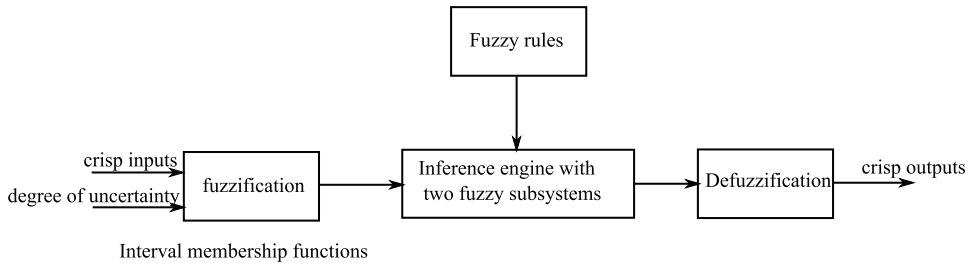 Fuzzy rules
crisp inputs
degree of uncertainty
fuzzification
Inference engine with
two fuzzy subsystems
Defuzzification
crisp outputs
Interval membership functions